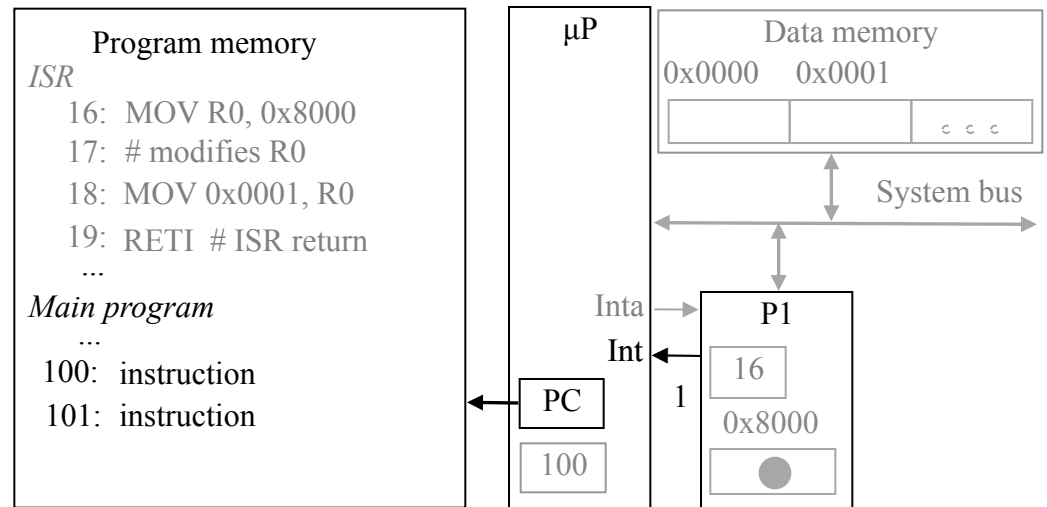 Program memory
ISR
16: MOV R0, 0x8000
17: # modifies R0
18: MOV 0x0001, R0
19: RETI # ISR return
...
Main program
...
100: instruction
101: instruction
μP
Inta
Int
PC
100
Data memory
0x0000 0x0001
c c c
System bus
P1
16
1
0x8000